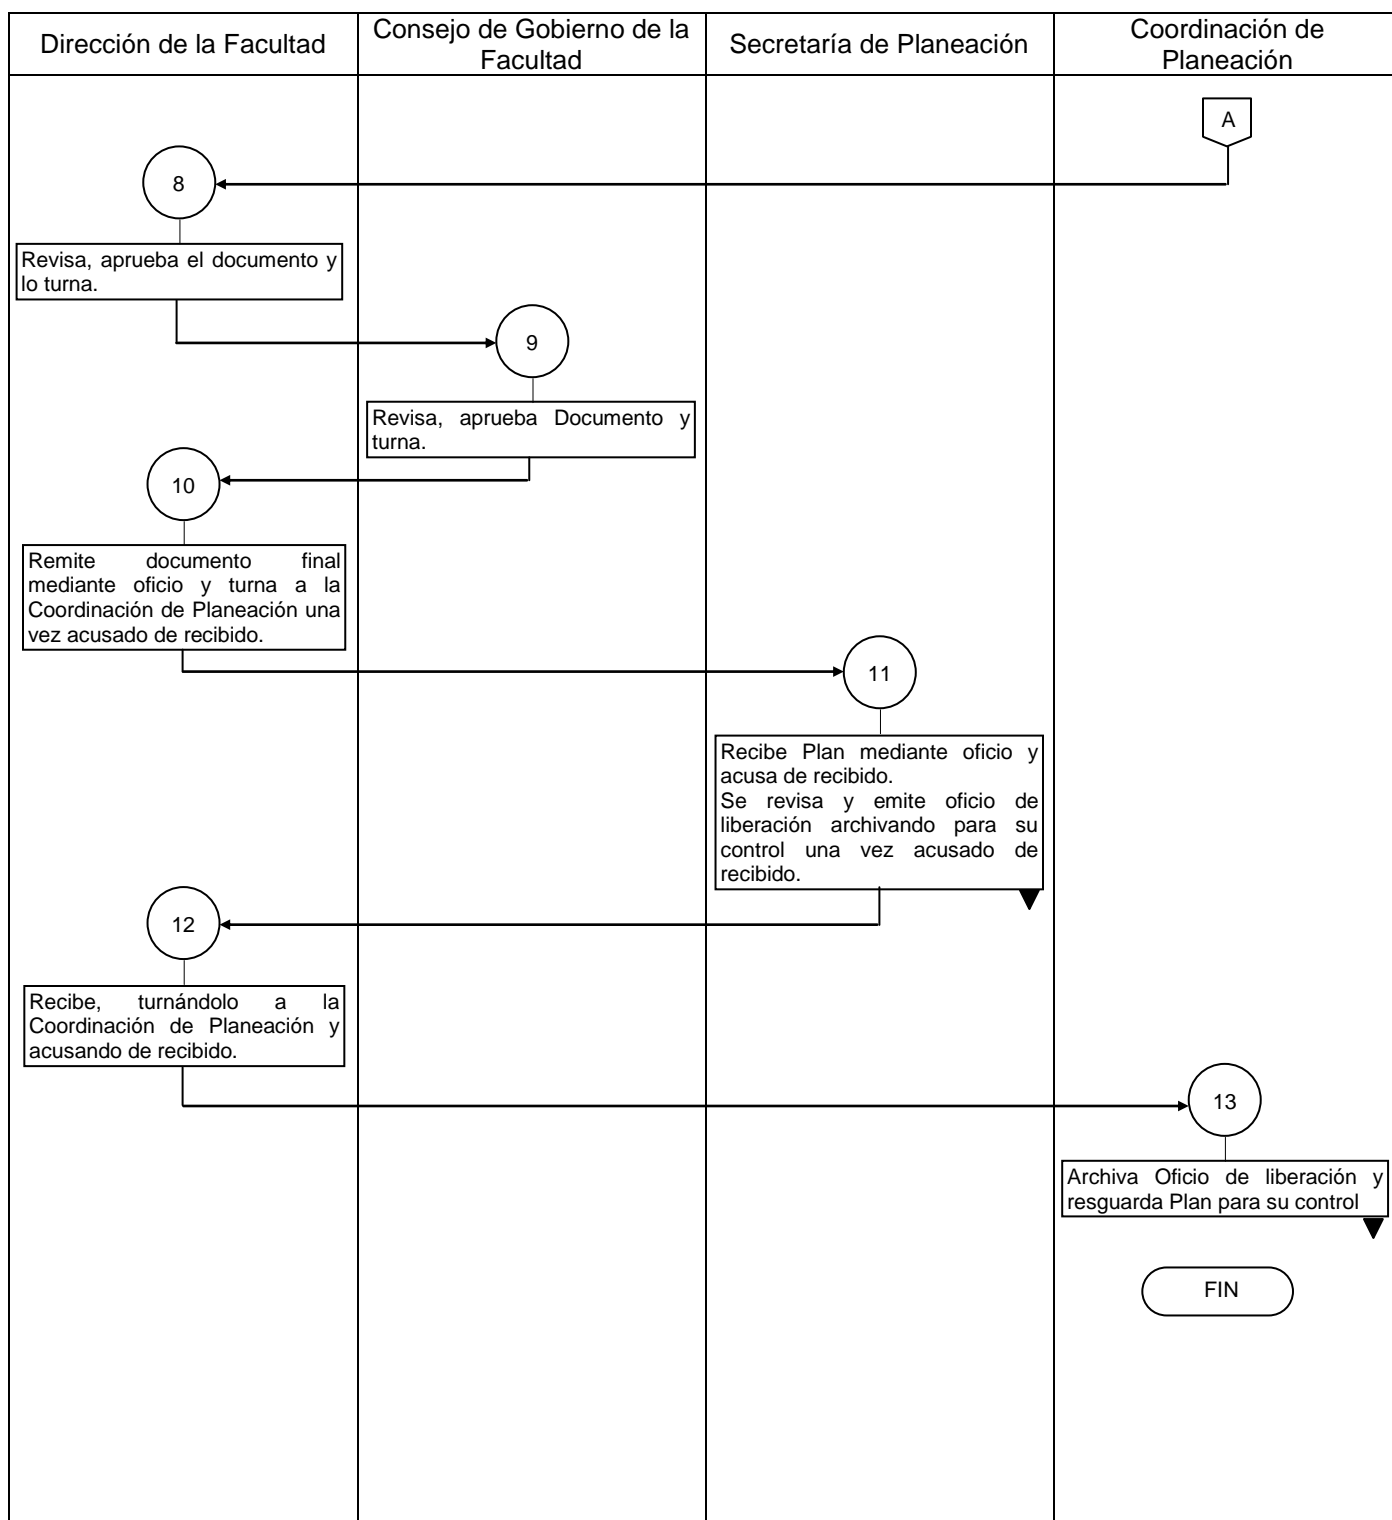 Dirección de la Facultad
Consejo de Gobierno de la
Facultad
Secretaría de Planeación
Coordinación de
Planeación
A
8
Revisa, aprueba el documento y
lo turna.
9
Revisa, aprueba Documento y
turna.
10
Remite documento final
mediante oficio y turna a la
Coordinación de Planeación una
vez acusado de recibido.
11
Recibe Plan mediante oficio y
acusa de recibido.
Se revisa y emite oficio de
liberación archivando para su
control una vez acusado de
recibido.
12
Recibe, turnándolo a la
Coordinación de Planeación y
acusando de recibido.
13
Archiva Oficio de liberación y
resguarda Plan para su control
FIN